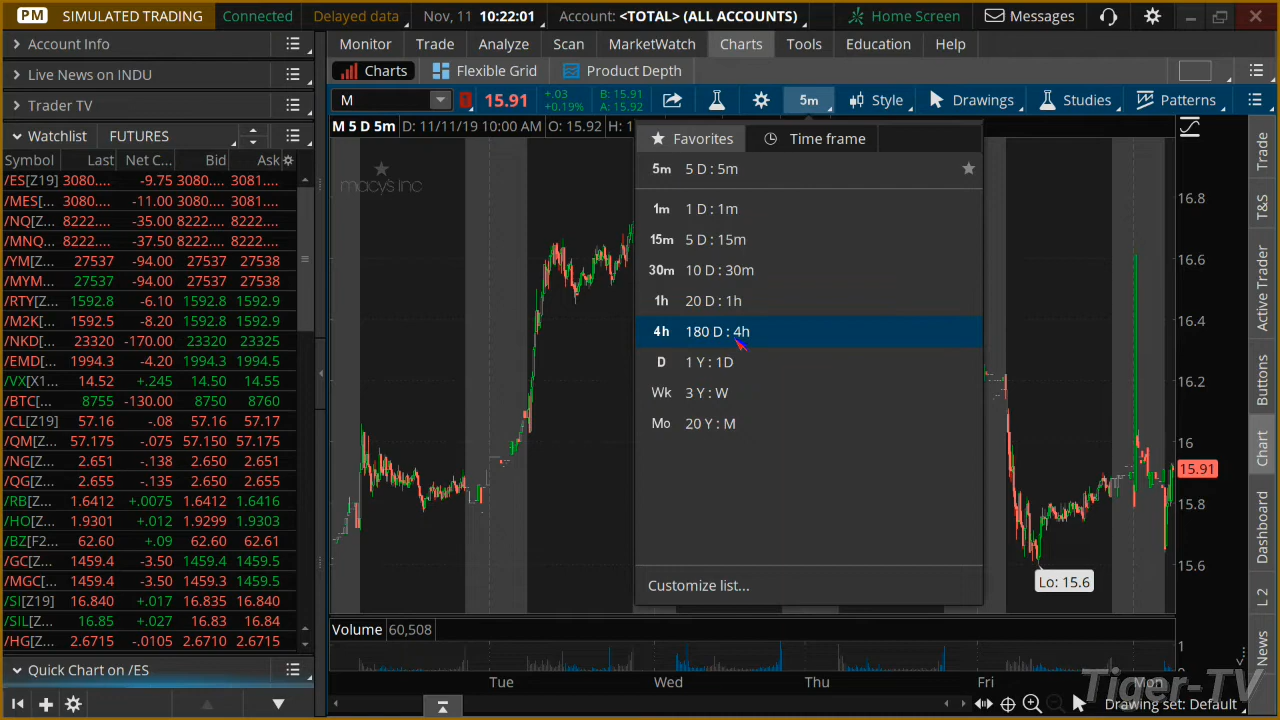 PM SIMULATED TRADING Connected Delayed data Nov, 11 10:22:01 Account: <TOTAL> (ALL ACCOUNTS) Home Screen Messages
Account Info
Live News on INDU
Trader TV
Watchlist FUTURES
Symbol Last Net C... Bid Ask
/ES[Z19] 3080.... -9.75 3080... 3081...
/MES[... 3080.... -11.00 3080... 3081...
/NQ[Z... 8222.... -35.00 8222... 8222...
/MNQ... 8222.... -37.50 8222... 8222...
/YM[Z... 27537 -94.00 27537 27538
/MYM... 27537 -94.00 27537 27538
/RTY[Z... 1592.8 -6.10 1592.8 1592.9
/M2K[... 1592.5 -8.20 1592.8 1592.9
/NKD[... 23320 -170.00 23320 23325
/EMD[... 1994.3 -4.20 1994.3 1994.9
/VX[X1... 14.52 +.245 14.50 14.55
/BTC[... 8755 -130.00 8750 8760
/CL[Z19] 57.16 -.08 57.16 57.17
/QM[Z... 57.175 -.075 57.150 57.175
/NG[Z... 2.651 -.138 2.650 2.651
/QG[Z... 2.655 -.135 2.650 2.655
/RB[Z... 1.6412 +.0075 1.6412 1.6416
/HO[Z... 1.9301 +.012 1.9299 1.9303
/BZ[F2... 62.60 +.09 62.60 62.61
/GC[Z... 1459.4 -3.50 1459.4 1459.5
/MGC[... 1459.4 -3.50 1459.3 1459.5
/SI[Z19] 16.840 +.017 16.835 16.840
/SIL[Z... 16.85 +.027 16.83 16.84
/HG[Z... 2.6715 -.0105 2.6710 2.6715
Quick Chart on /ES
Monitor Trade Analyze Scan MarketWatch Charts Tools Education Help
Charts Flexible Grid Product Depth
M 15.91 +.03 +0.19% B: 15.91 A: 15.92 5m Style Drawings Studies Patterns
M 5 D 5m D: 11/11/19 10:00 AM O: 15.92 H: 1
macy's inc
Favorites Time frame
5m 5 D : 5m
1m 1 D : 1m
15m 5 D : 15m
30m 10 D : 30m
1h 20 D : 1h
4h 180 D : 4h
D 1 Y : 1D
Wk 3 Y : W
Mo 20 Y : M
Customize list...
16.8
16.6
16.4
16.2
16
15.91
15.8
15.6
Lo: 15.6
Volume 60,508
1
Tue Wed Thu Fri Mon
Drawing set: Default
Trade
T&S
Active Trader
Buttons
Chart
Dashboard
L 2
News
Tiger-TV